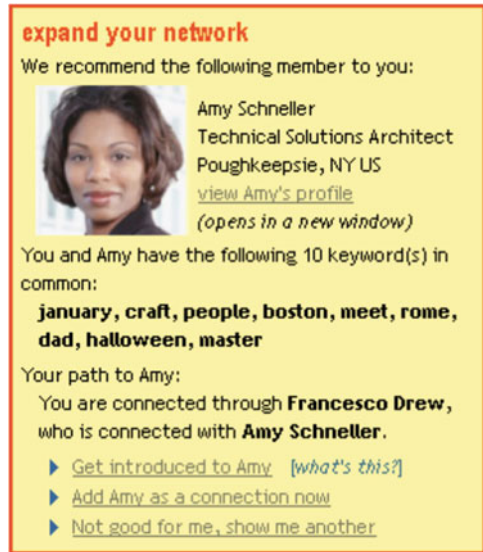 expand your network
We recommend the following member to you:
Amy Schneller
Technical Solutions Architect
Poughkeepsie, NY US
view Amy's profile
(opens in a new window)
You and Amy have the following 10 keyword(s) in
common:
january, craft, people, boston, meet, rome,
dad, halloween, master
Your path to Amy:
You are connected through Francesco Drew,
who is connected with Amy Schneller.
Get introduced to Amy [what's this?]
Add Amy as a connection now
Not good for me, show me another